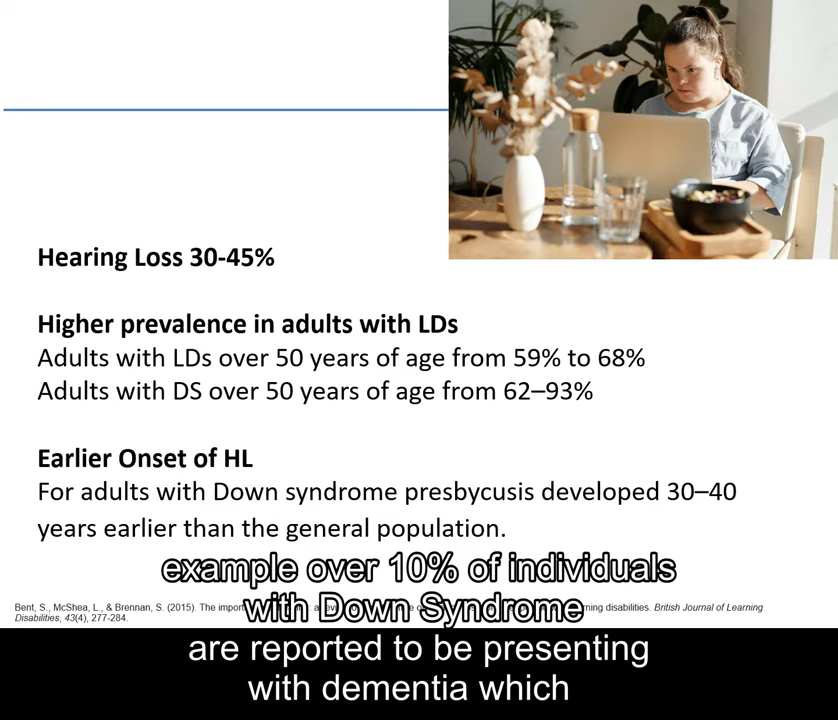 Hearing Loss 30-45%
Higher prevalence in adults with LDs
Adults with LDs over 50 years of age from 59% to 68%
Adults with DS over 50 years of age from 62–93%
Earlier Onset of HL
For adults with Down syndrome presbycusis developed 30–40
years earlier than the general population.
example over 10% of individuals
with Down Syndrome
are reported to be presenting
with dementia which
Bent, S., McShea, L., & Brennan, S. (2015). The disabilities. British Journal of Learning
Disabilities, 43(4), 277-284.